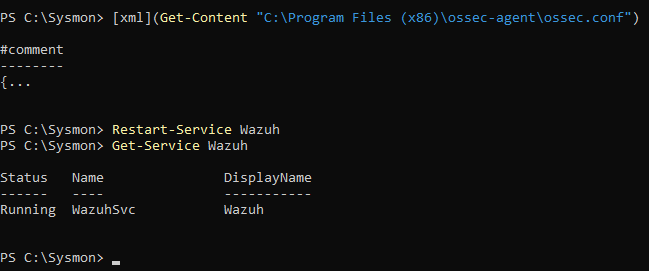 PS C:\Sysmon> [xml](Get-Content "C:\Program Files (x86)\ossec-agent\ossec.conf")
#comment
--------
{...
PS C:\Sysmon> Restart-Service Wazuh
PS C:\Sysmon> Get-Service Wazuh
Status   Name               DisplayName
------   ----               -----------
Running  WazuhSvc           Wazuh
PS C:\Sysmon>